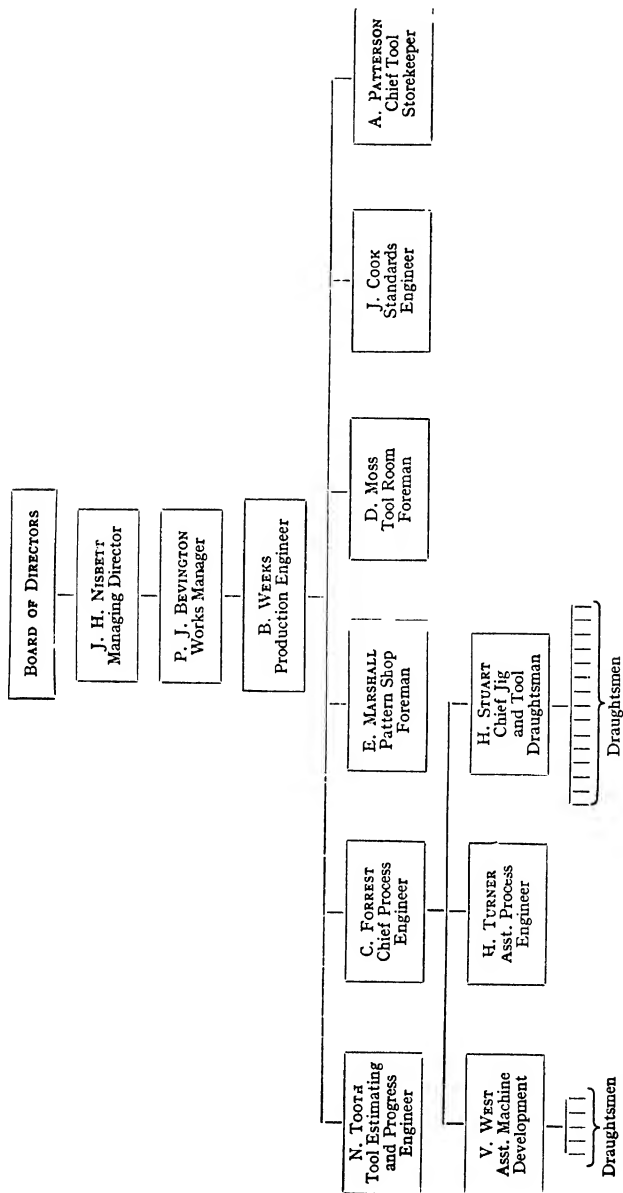 BOARD OF DIRECTORS
J. H. NISBETT
Managing Director
P. J. BEVINGTON
Works Manager
B. WEEKS
Production Engineer
N. TOOTH
Tool Estimating
and Progress
Engineer
C. FORREST
Chief Process
Engineer
E. MARSHALL
Pattern Shop
Foreman
D. MOSS
Tool Room
Foreman
J. COOK
Standards
Engineer
A. PATTERSON
Chief Tool
Storekeeper
V. WEST
Asst. Machine
Development
H. TURNER
Asst. Process
Engineer
H. STUART
Chief Jig
and Tool
Draughtsman
Draughtsmen
Draughtsmen